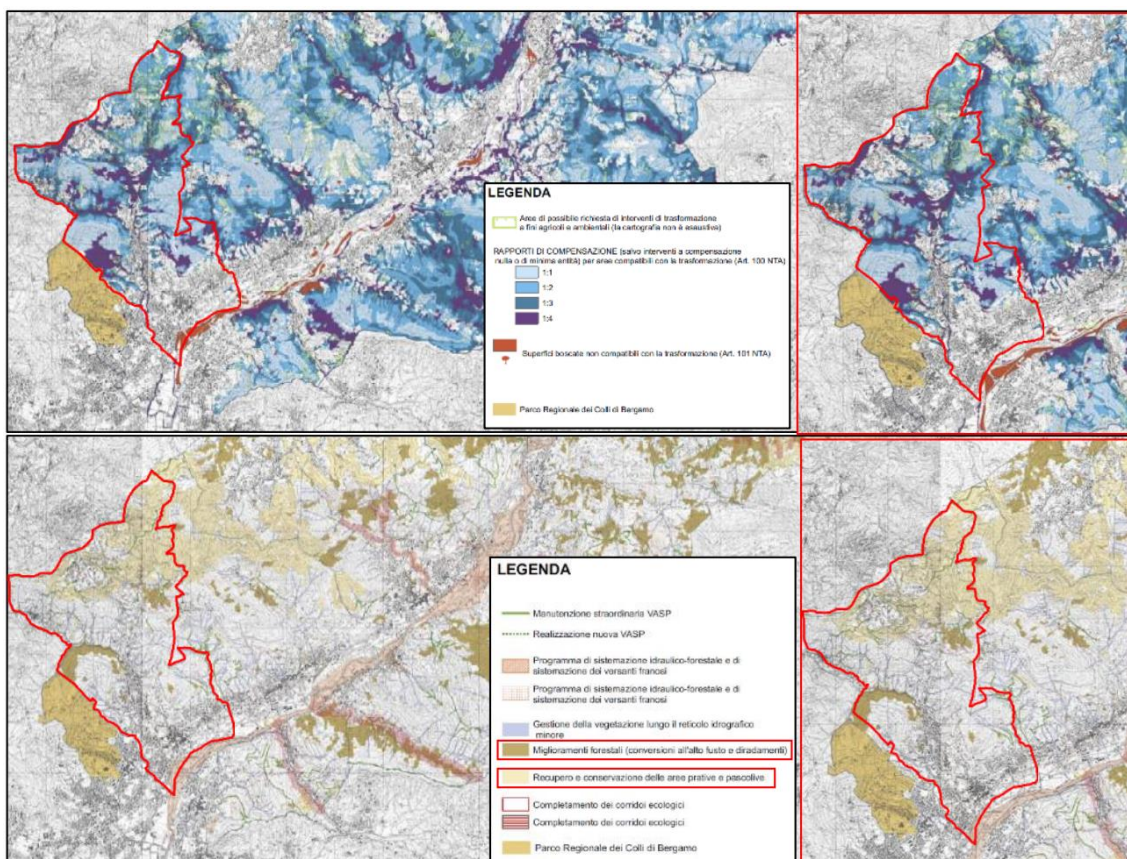 LEGENDA
Aree di possibile richiesta di interventi di trasformazione
a fini agricoli e ambientali (la cartografia non è esaustiva)
RAPPORTI DI COMPENSAZIONE (salvo interventi a compensazione
nulla o di minima entità) per aree compatibili con la trasformazione (Art. 100 NTA)
1:1
1:2
1:3
1:4
Superfici boscate non compatibili con la trasformazione (Art. 101 NTA)
Parco Regionale dei Colli di Bergamo
LEGENDA
Manutenzione straordinaria VASP
Realizzazione nuova VASP
Programma di sistemazione idraulico-forestale e di
sistemazione dei versanti franosi
Programma di sistemazione idraulico-forestale e di
sistemazione dei versanti franosi
Gestione della vegetazione lungo il reticolo idrografico
minore
Miglioramenti forestali (conversioni all'alto fusto e diradamenti)
Recupero e conservazione delle aree prative e pascolive
Completamento dei corridoi ecologici
Completamento dei corridoi ecologici
Parco Regionale dei Colli di Bergamo